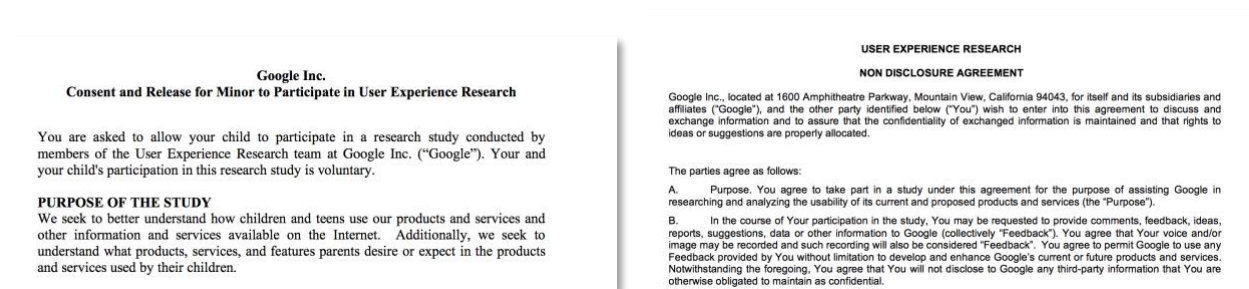 Google Inc.
Consent and Release for Minor to Participate in User Experience Research
You are asked to allow your child to participate in a research study conducted by
members of the User Experience Research team at Google Inc. (“Google”). Your and
your child's participation in this research study is voluntary.
PURPOSE OF THE STUDY
We seek to better understand how children and teens use our products and services and
other information and services available on the Internet.  Additionally, we seek to
understand what products, services, and features parents desire or expect in the products
and services used by their children.
USER EXPERIENCE RESEARCH
NON DISCLOSURE AGREEMENT
Google Inc., located at 1600 Amphitheatre Parkway, Mountain View, California 94043, for itself and its subsidiaries and
affiliates ("Google"), and the other party identified below ("You") wish to enter into this agreement to discuss and
exchange information and to assure that the confidentiality of exchanged information is maintained and that rights to
ideas or suggestions are properly allocated.
The parties agree as follows:
A. Purpose. You agree to take part in a study under this agreement for the purpose of assisting Google in
researching and analyzing the usability of its current and proposed products and services (the "Purpose").
B. In the course of Your participation in the study, You may be requested to provide comments, feedback, ideas,
reports, suggestions, data or other information to Google (collectively "Feedback"). You agree that Your voice and/or
image may be recorded and such recording will also be considered "Feedback". You agree to permit Google to use any
Feedback provided by You without limitation to develop and enhance Google's current or future products and services.
Notwithstanding the foregoing, You agree that You will not disclose to Google any third-party information that You are
otherwise obligated to maintain as confidential.